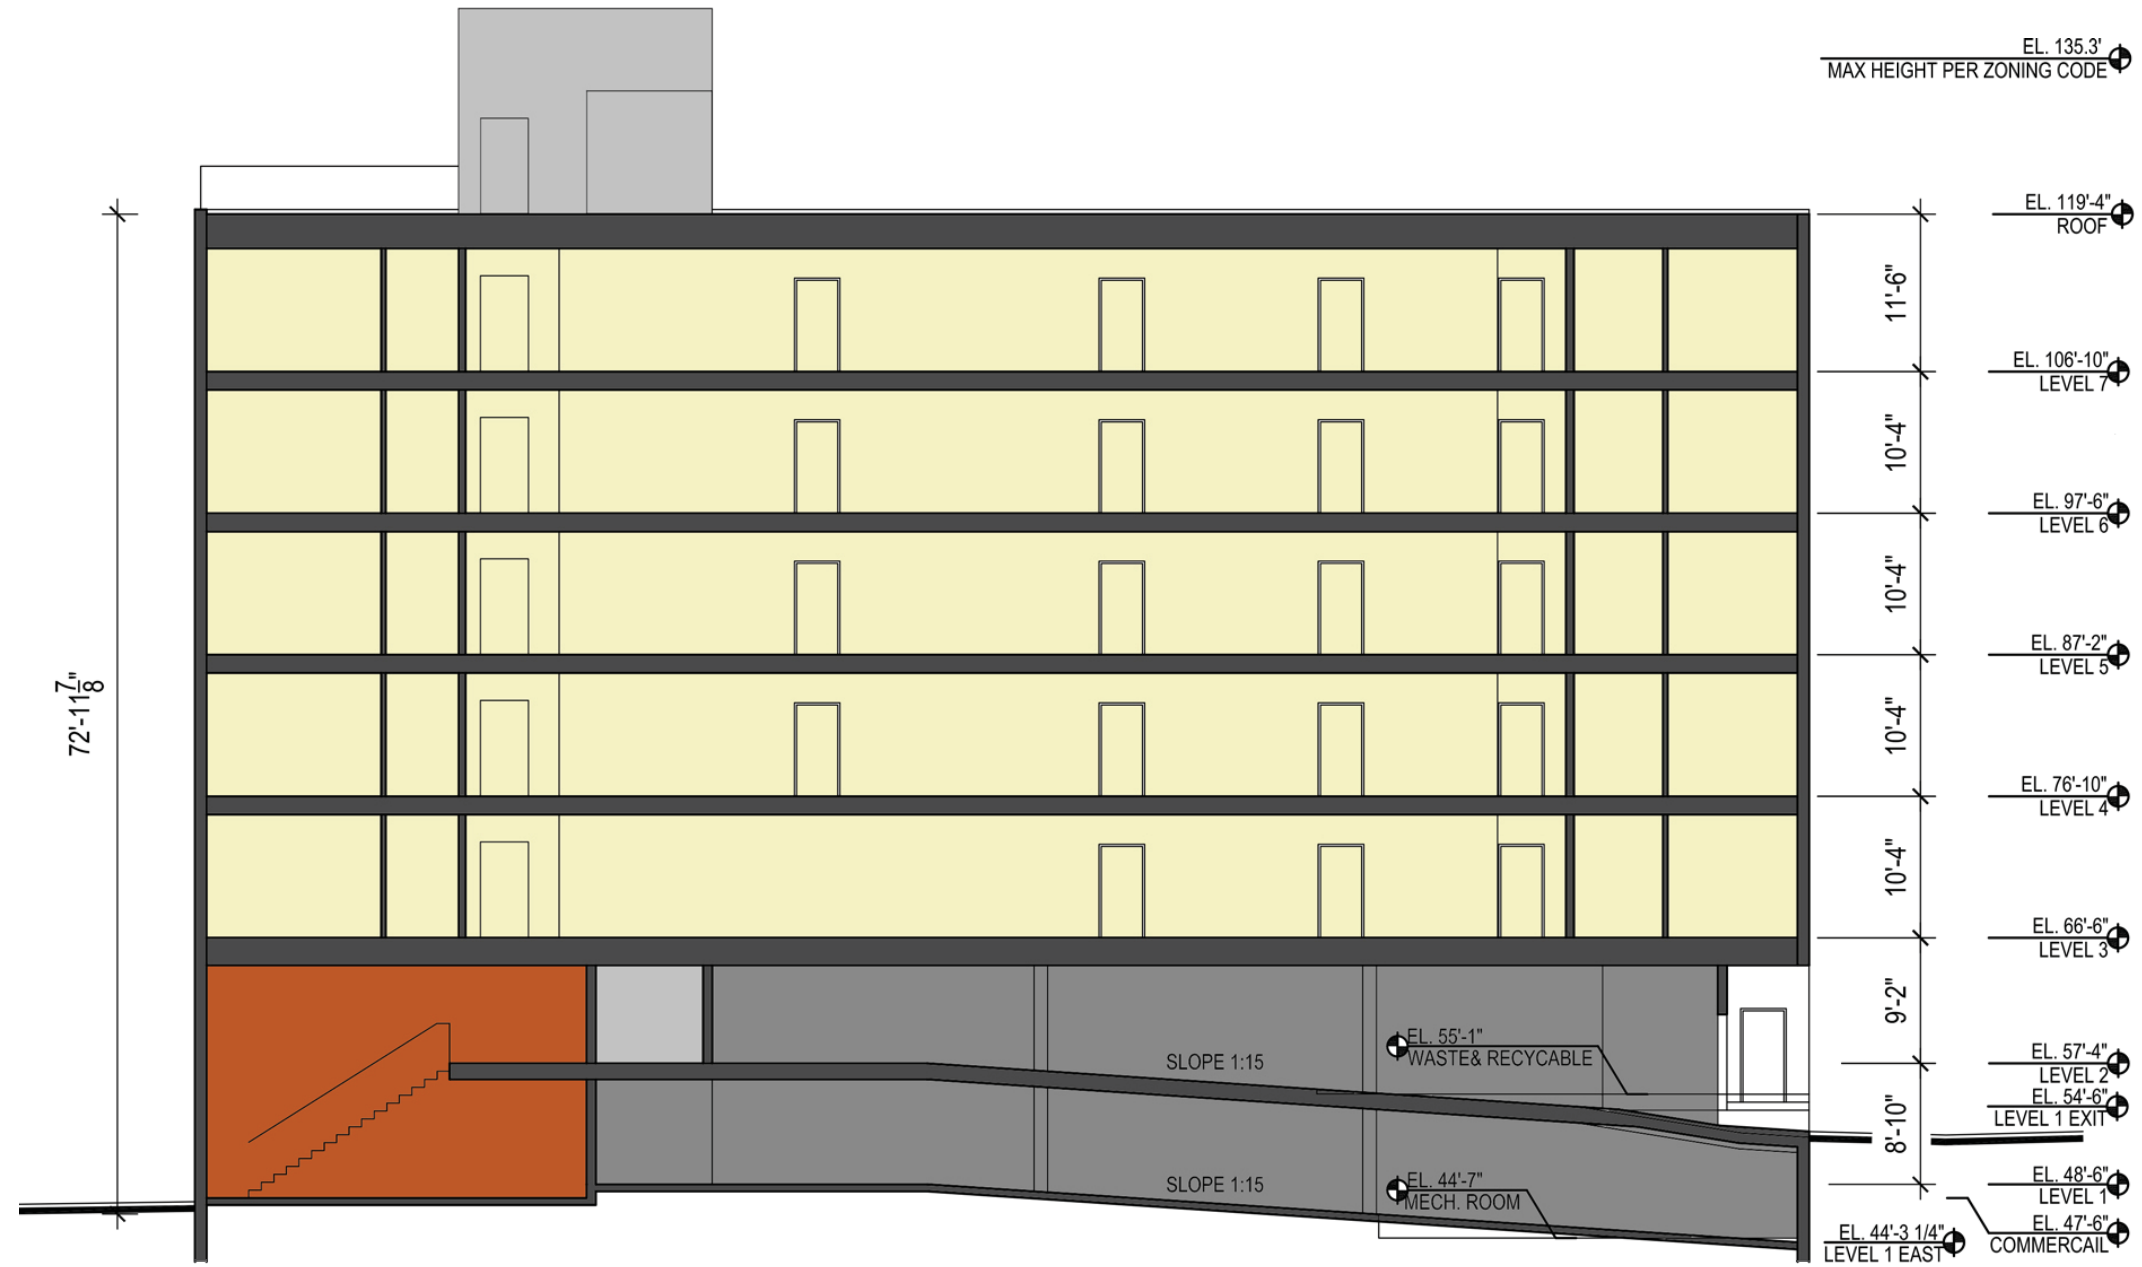 EL. 135.3'
MAX HEIGHT PER ZONING CODE
EL. 119'-4"
ROOF
11'-6"
EL. 106'-10"
LEVEL 7
10'-4"
EL. 97'-6"
LEVEL 6
10'-4"
EL. 87'-2"
LEVEL 5
72'-11 7/8"
10'-4"
EL. 76'-10"
LEVEL 4
10'-4"
EL. 66'-6"
LEVEL 3
9'-2"
EL. 55'-1"
WASTE& RECYCABLE
SLOPE 1:15
EL. 57'-4"
LEVEL 2
EL. 54'-6"
LEVEL 1 EXIT
8'-10"
SLOPE 1:15
EL. 44'-7"
MECH. ROOM
EL. 48'-6"
LEVEL 1
EL. 47'-6"
COMMERCAIL
EL. 44'-3 1/4"
LEVEL 1 EAST